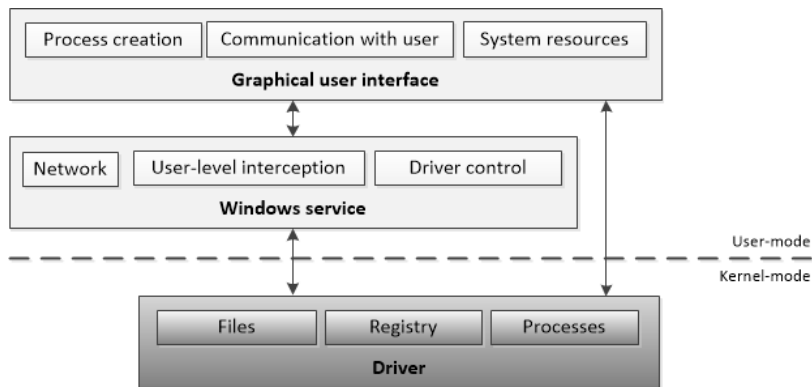 Process creation
Communication with user
System resources
Graphical user interface
Network
User-level interception
Driver control
Windows service
User-mode
Kernel-mode
Files
Registry
Processes
Driver